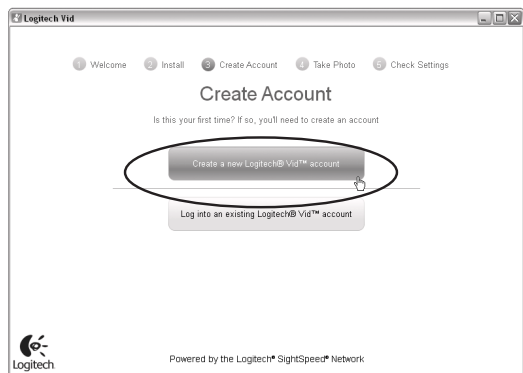 Logitech Vid
1 Welcome 2 Install 3 Create Account 4 Take Photo 5 Check Settings
Create Account
Is this your first time? If so, you'll need to create an account
Create a new Logitech® Vid™ account
Log into an existing Logitech® Vid™ account
Logitech
Powered by the Logitech® SightSpeed® Network